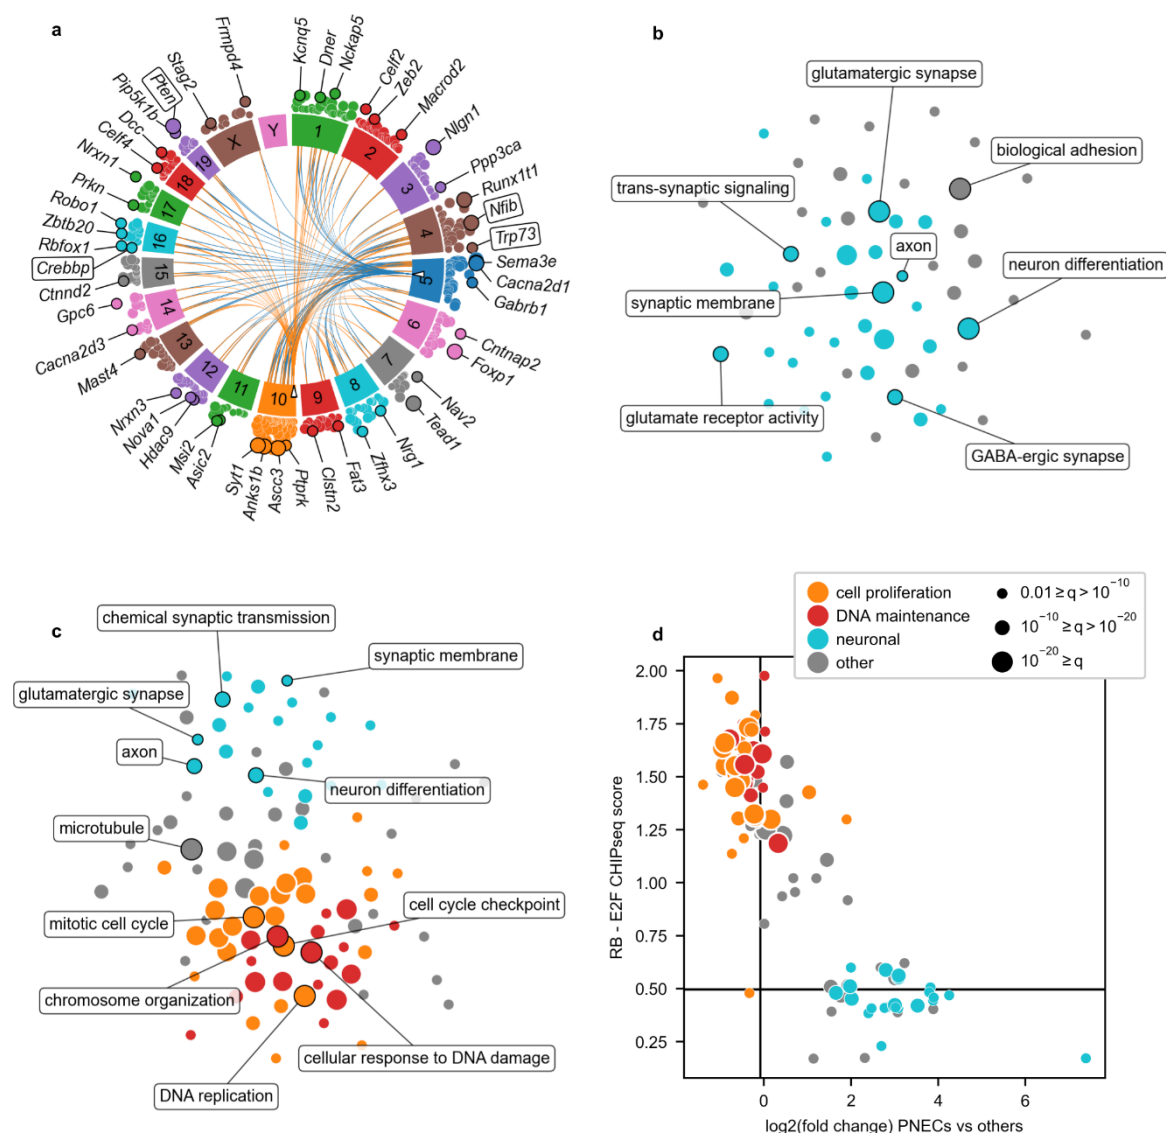 a
Kcnq5
Dner
Nckap5
Celf2
Zeb2
Macrod2
Nlgn1
Ppp3ca
Runx1t1
Nfib
Trp73
Sema3e
Cacna2d1
Gabrb1
Cntnap2
Foxp1
Nav2
Tead1
Nrg1
Zfhx3
Fat3
Clstn2
Ptprk
Ascc3
Anks1b
Syt1
Asic2
Msi2
Hdac9
Nova1
Nrxn3
Mast4
Cacna2d3
Gpc6
Ctnnd2
Crebbp
Rbfox1
Zbtb20
Robo1
Prkn
Nrxn1
Celf4
Dcc
Pip5k1b
Pten
Stag2
Frmpd4
1
2
3
4
5
6
7
8
9
10
11
12
13
14
15
16
17
18
19
X
Y
b
glutamatergic synapse
biological adhesion
trans-synaptic signaling
axon
neuron differentiation
synaptic membrane
glutamate receptor activity
GABA-ergic synapse
c
chemical synaptic transmission
synaptic membrane
glutamatergic synapse
axon
neuron differentiation
microtubule
cell cycle checkpoint
mitotic cell cycle
chromosome organization
cellular response to DNA damage
DNA replication
d
cell proliferation
DNA maintenance
neuronal
other
0.01 ≥ q > 10⁻¹⁰
10⁻¹⁰ ≥ q > 10⁻²⁰
10⁻²⁰ ≥ q
RB - E2F CHIPseq score
2.00
1.75
1.50
1.25
1.00
0.75
0.50
0.25
0
2
4
6
log2(fold change) PNECs vs others